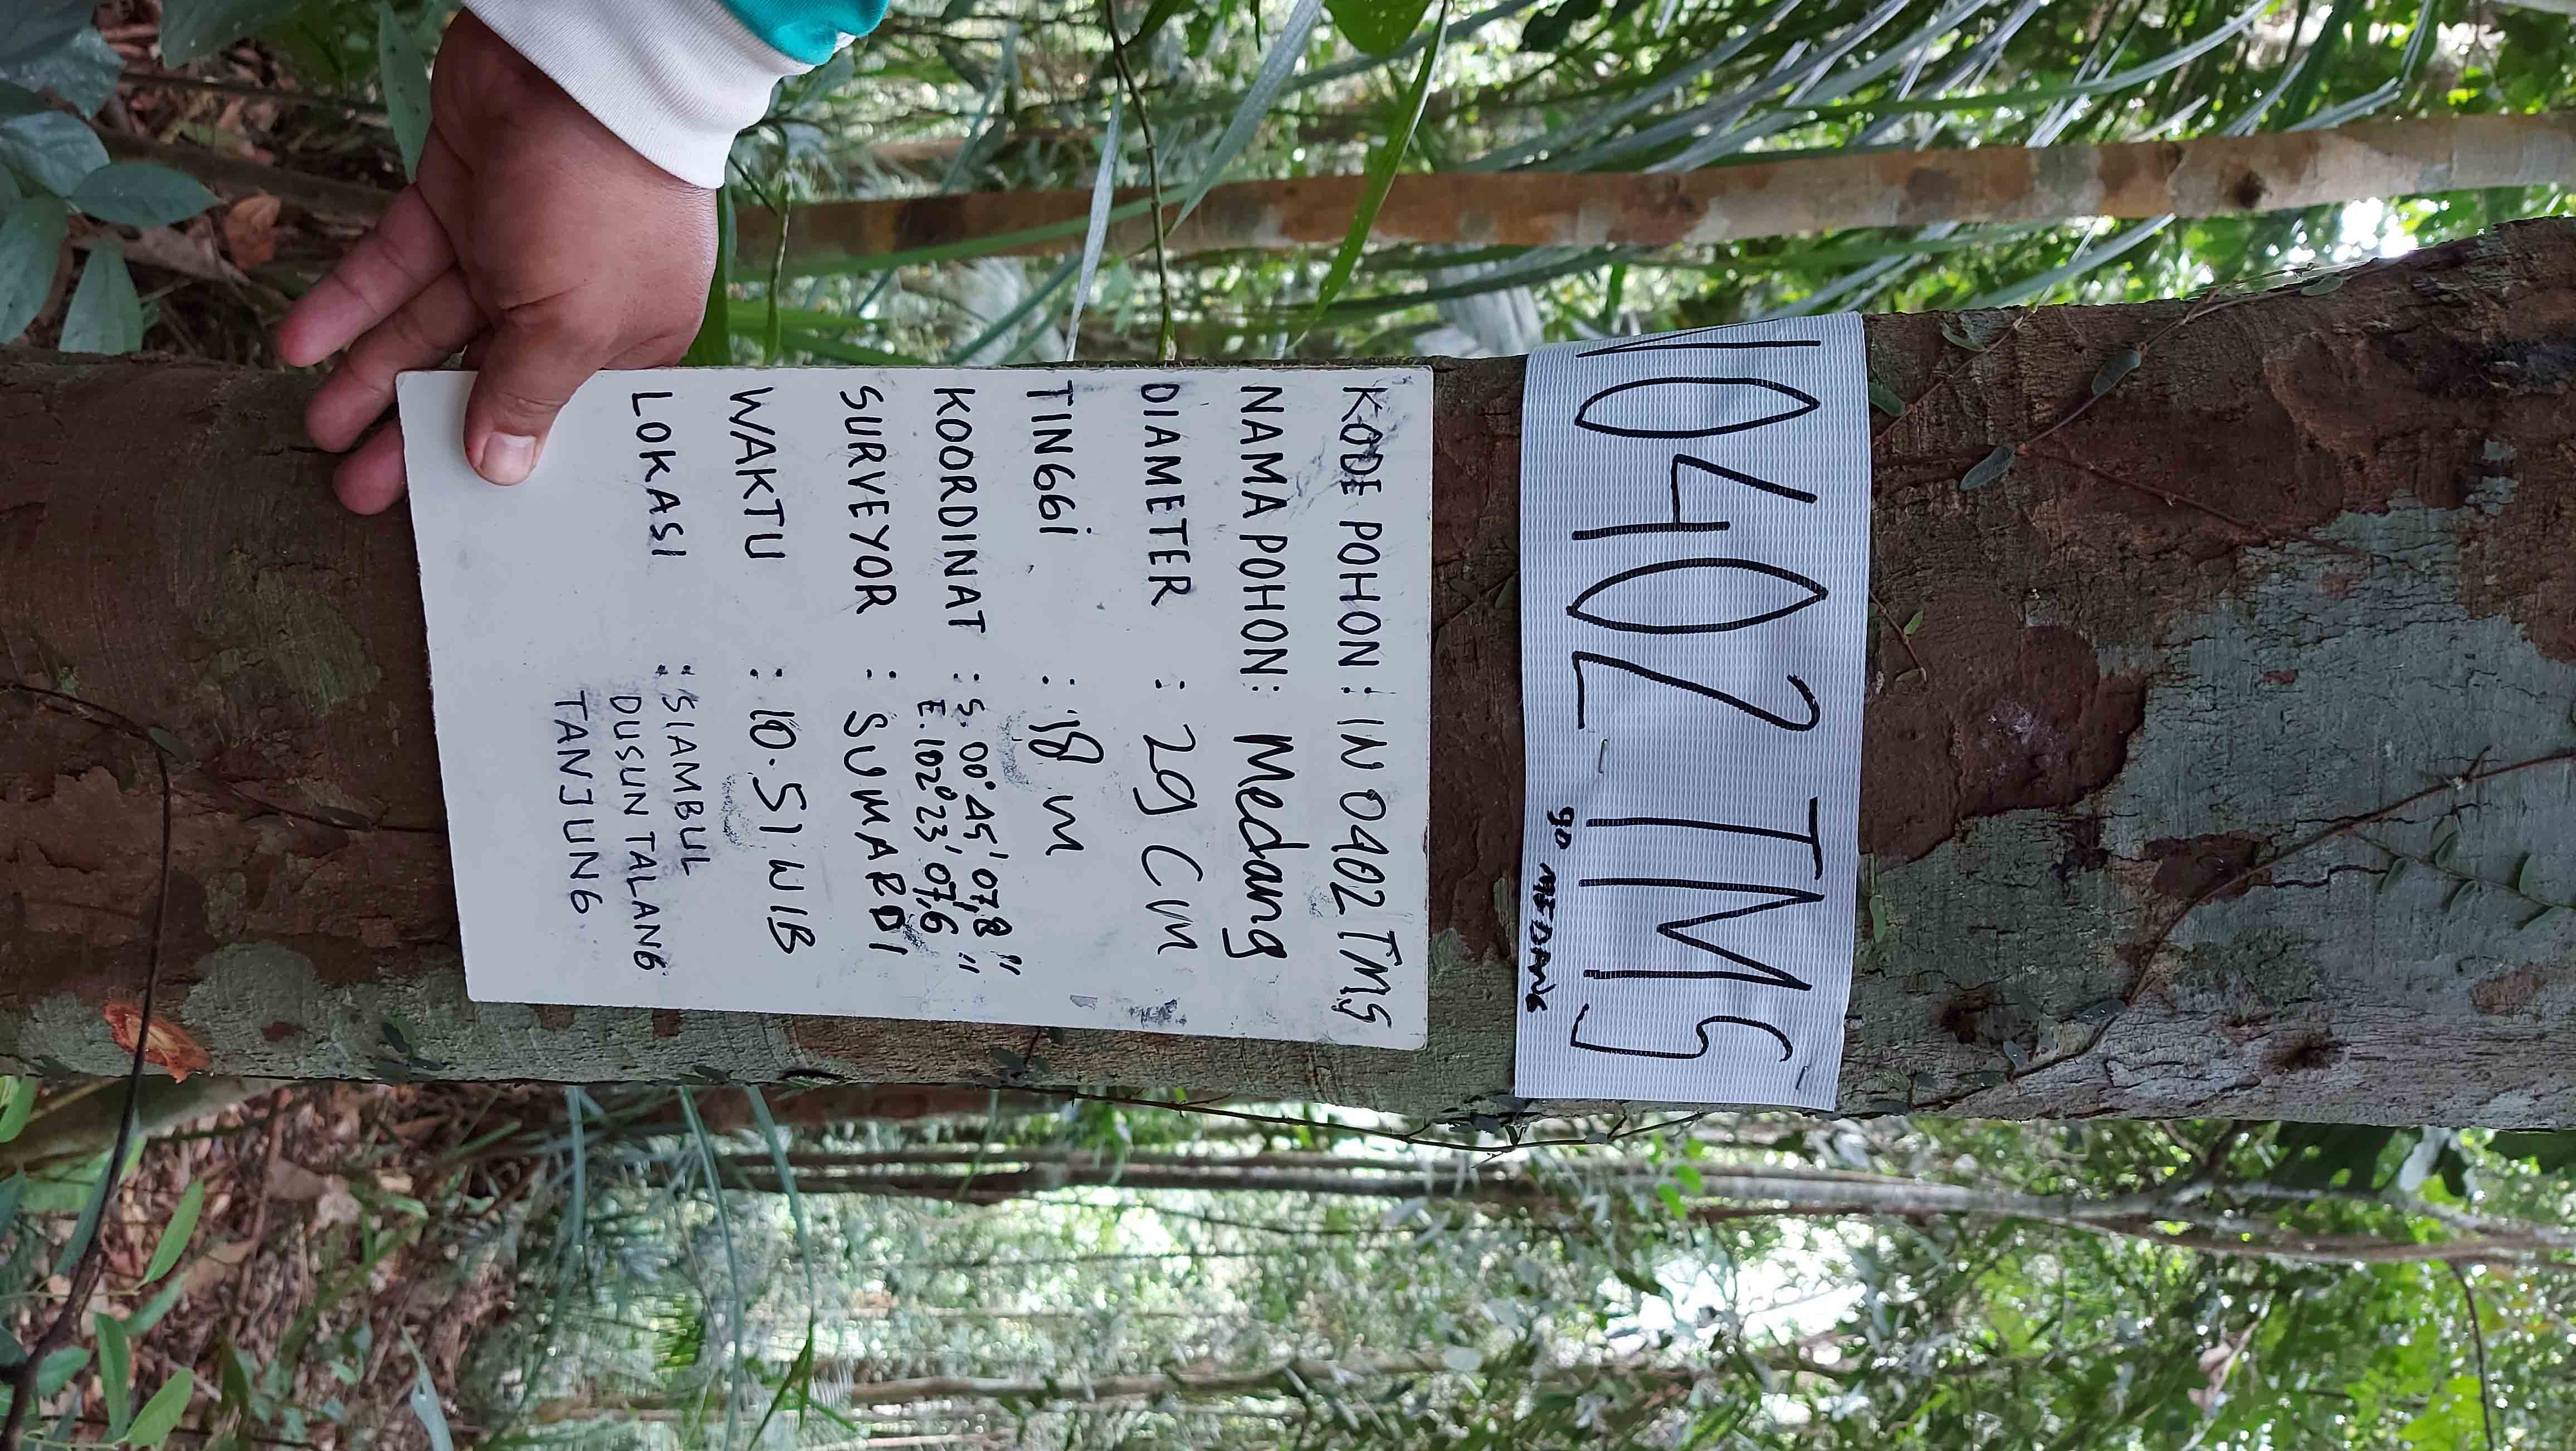 N0402 TMS
90 MEDANG
KODE POHON : IN 0402 TMS
NAMA POHON : Medang
DIAMETER : 29 CM
TINGGI : 18 m
KOORDINAT : S. 00° 45' 07,8"
E. 102° 23' 07,6"
SURVEYOR : SUMARDI
WAKTU : 10.51 WIB
LOKASI : SIAMBUL
DUSUN TALANG
TANJUNG